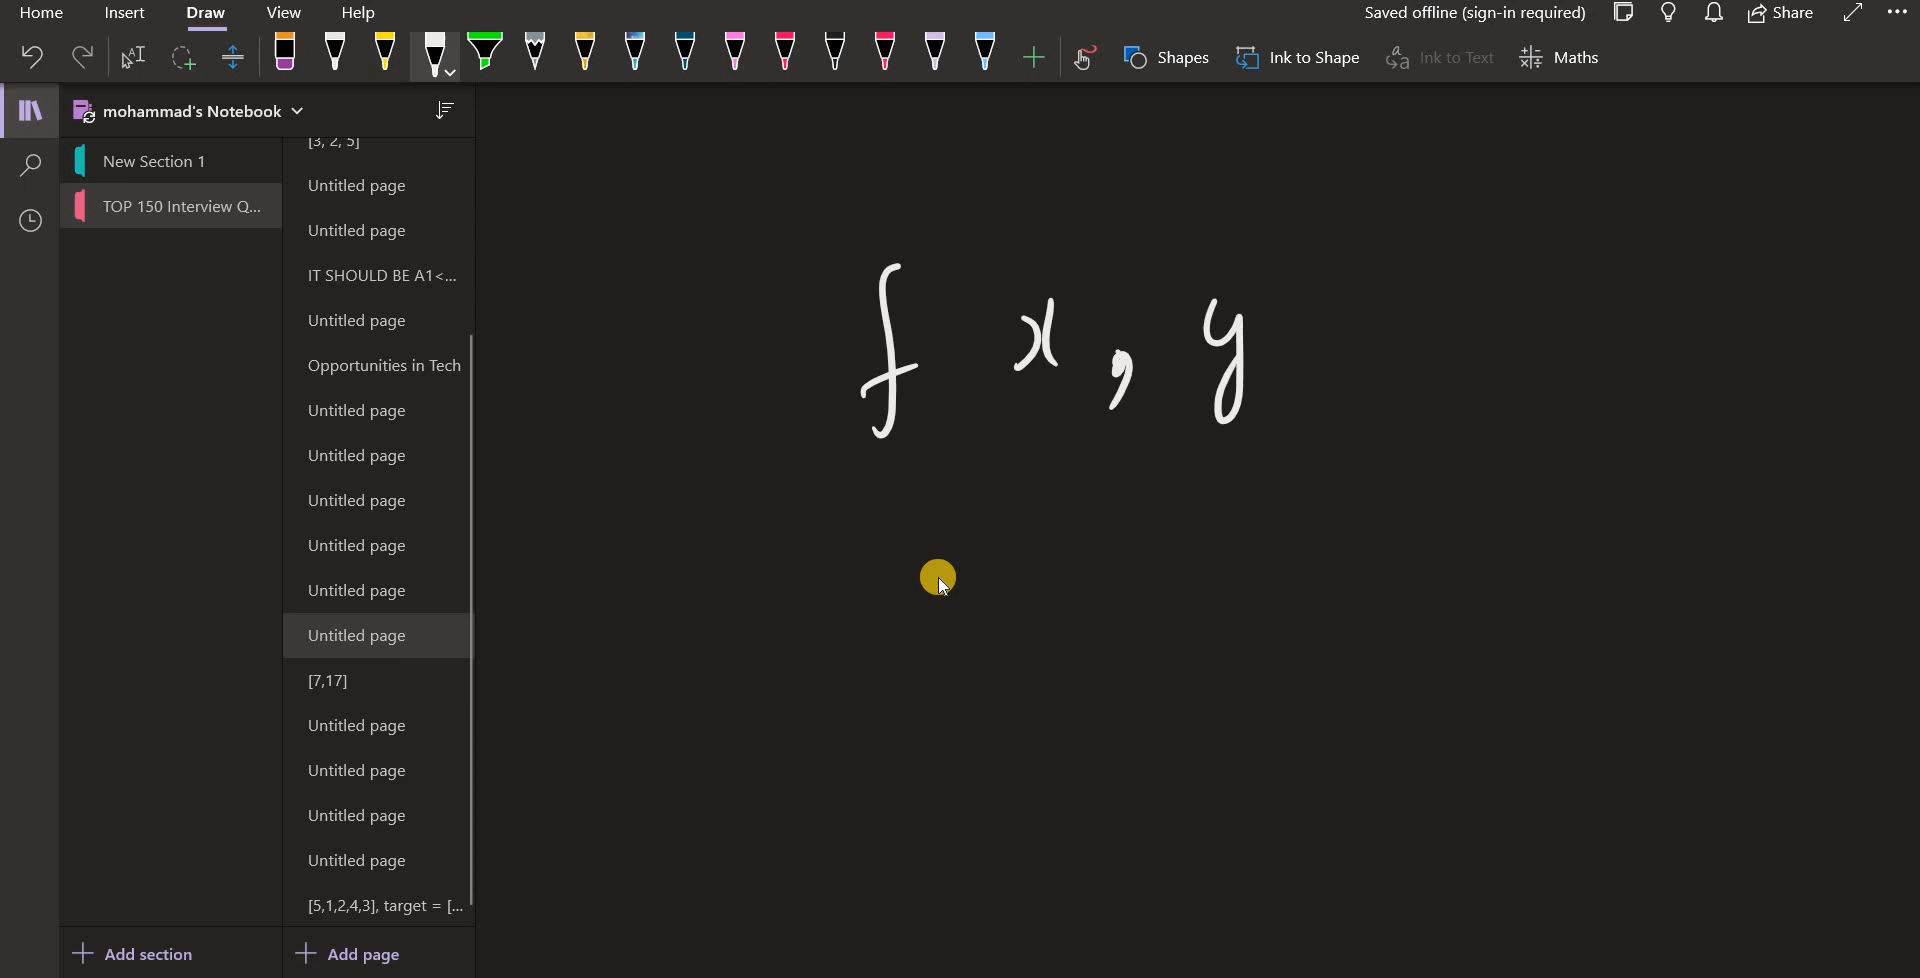 Home Insert Draw View Help Saved offline (sign-in required) Share
Shapes Ink to Shape Ink to Text Maths
mohammad's Notebook
New Section 1
TOP 150 Interview Q...
[3, 2, 5]
Untitled page
Untitled page
IT SHOULD BE A1<...
Untitled page
Opportunities in Tech
Untitled page
Untitled page
Untitled page
Untitled page
Untitled page
Untitled page
[7,17]
Untitled page
Untitled page
Untitled page
Untitled page
[5,1,2,4,3], target = [...
Add section
Add page
f x , y